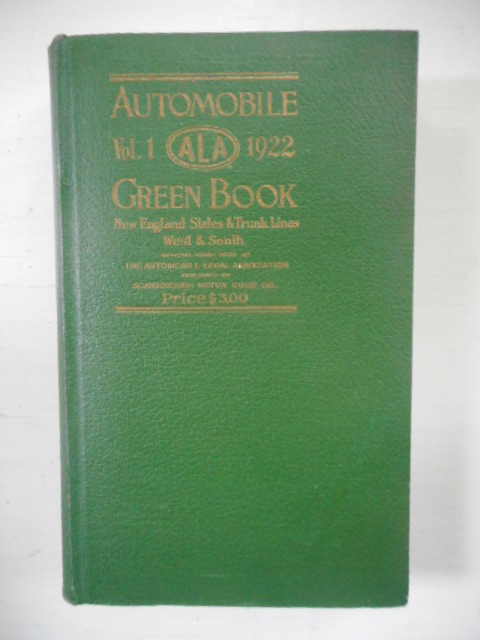 AUTOMOBILE
VOL. 1 ALA 1922
GREEN BOOK
New England States & Trunk Lines
West & South
THE AUTOMOBILE LEGAL ASSOCIATION
SCARBOROUGH MOTOR GUIDE CO.
Price $3.00